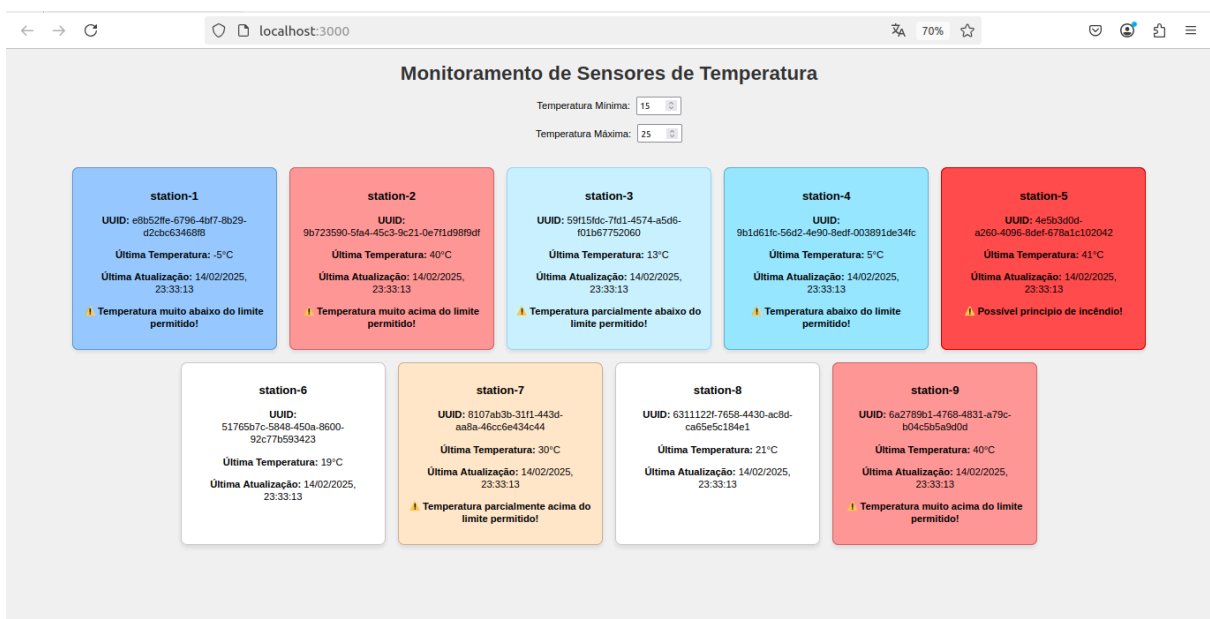 localhost:3000
70%
Monitoramento de Sensores de Temperatura
Temperatura Mínima: 15
Temperatura Máxima: 25
station-1
UUID: e8b52ffe-6796-4bf7-8b29-
d2cbc63468f8
Última Temperatura: -5°C
Última Atualização: 14/02/2025,
23:33:13
⚠️ Temperatura muito abaixo do limite
permitido!
station-2
UUID:
9b723590-5fa4-45c3-9c21-0e7f1d98f9df
Última Temperatura: 40°C
Última Atualização: 14/02/2025,
23:33:13
⚠️ Temperatura muito acima do limite
permitido!
station-3
UUID: 59f15fdc-7fd1-4574-a5d6-
f01b67752060
Última Temperatura: 13°C
Última Atualização: 14/02/2025,
23:33:13
⚠️ Temperatura parcialmente abaixo do
limite permitido!
station-4
UUID:
9b1d61fc-56d2-4e90-8edf-003891de34fc
Última Temperatura: 5°C
Última Atualização: 14/02/2025,
23:33:13
⚠️ Temperatura abaixo do limite
permitido!
station-5
UUID: 4e5b3d0d-
a260-4096-8def-678a1c102042
Última Temperatura: 41°C
Última Atualização: 14/02/2025,
23:33:13
⚠️ Possível principio de incêndio!
station-6
UUID:
51765b7c-5848-450a-8600-
92c77b593423
Última Temperatura: 19°C
Última Atualização: 14/02/2025,
23:33:13
station-7
UUID: 8107ab3b-31f1-443d-
aa8a-46cc6e434c44
Última Temperatura: 30°C
Última Atualização: 14/02/2025,
23:33:13
⚠️ Temperatura parcialmente acima do
limite permitido!
station-8
UUID: 6311122f-7658-4430-ac8d-
ca65e5c184e1
Última Temperatura: 21°C
Última Atualização: 14/02/2025,
23:33:13
station-9
UUID: 6a2789b1-4768-4831-a79c-
b04c5b5a9d0d
Última Temperatura: 40°C
Última Atualização: 14/02/2025,
23:33:13
⚠️ Temperatura muito acima do limite
permitido!